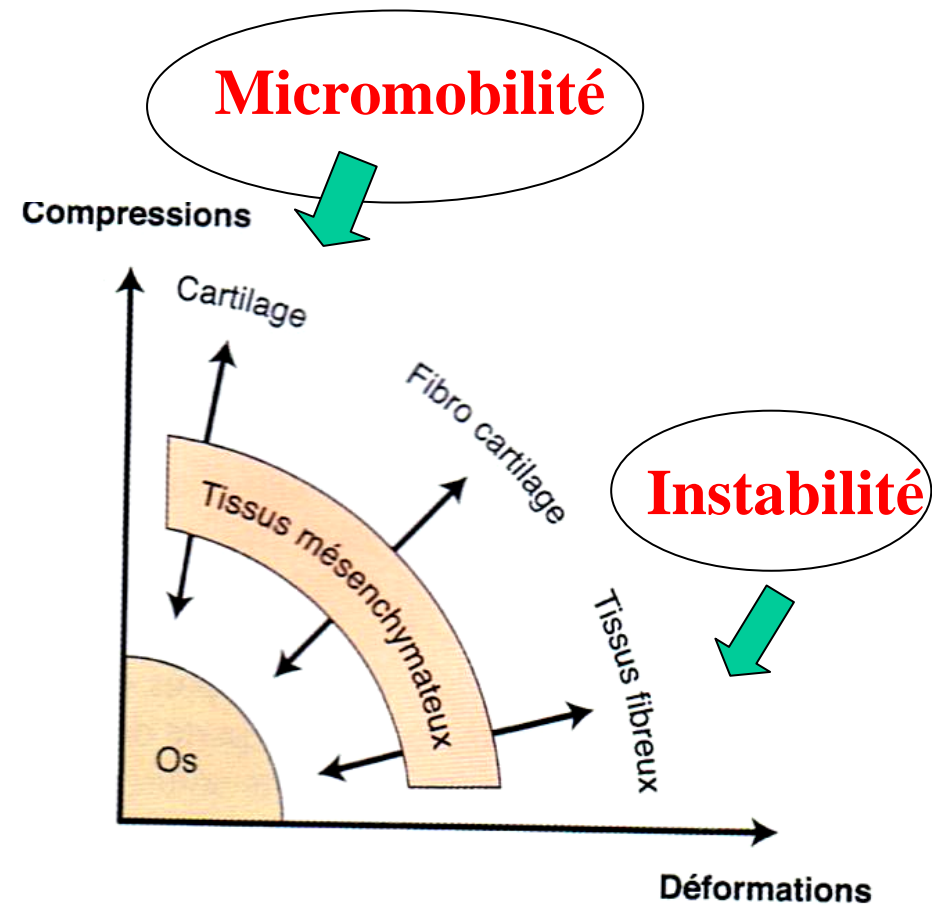 Micromobilité
Compressions
Cartilage
Fibro cartilage
Instabilité
Tissus mésenchymateux
Tissus fibreux
Os
Déformations